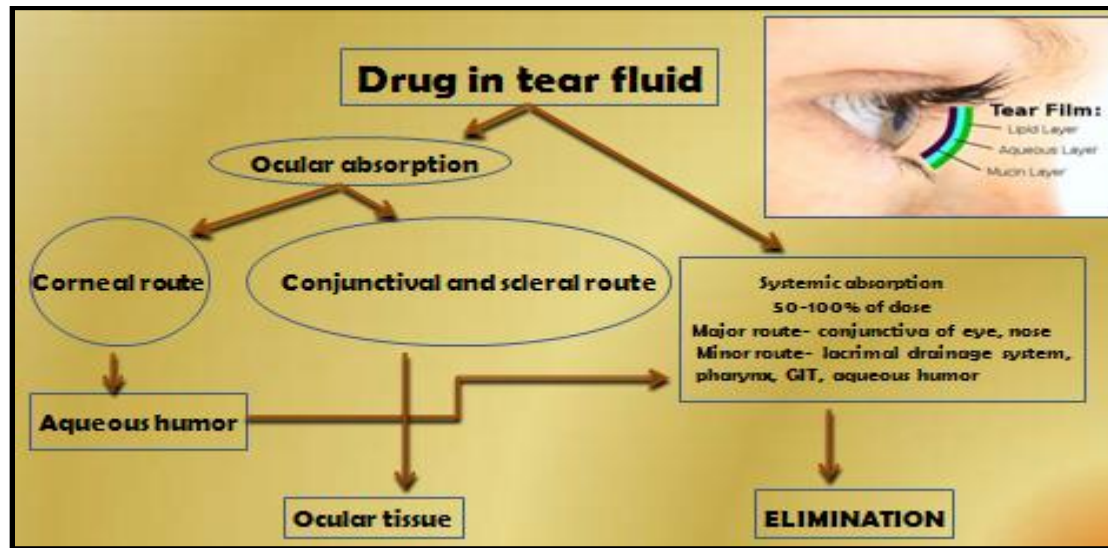 Drug in tear fluid
Tear Film:
Lipid Layer
Aqueous Layer
Mucin Layer
Ocular absorption
Corneal route
Conjunctival and scleral route
Systemic absorption
50-100% of dose
Major route- conjunctiva of eye, nose
Minor route- lacrimal drainage system,
pharynx, GIT, aqueous humor
Aqueous humor
Ocular tissue
ELIMINATION